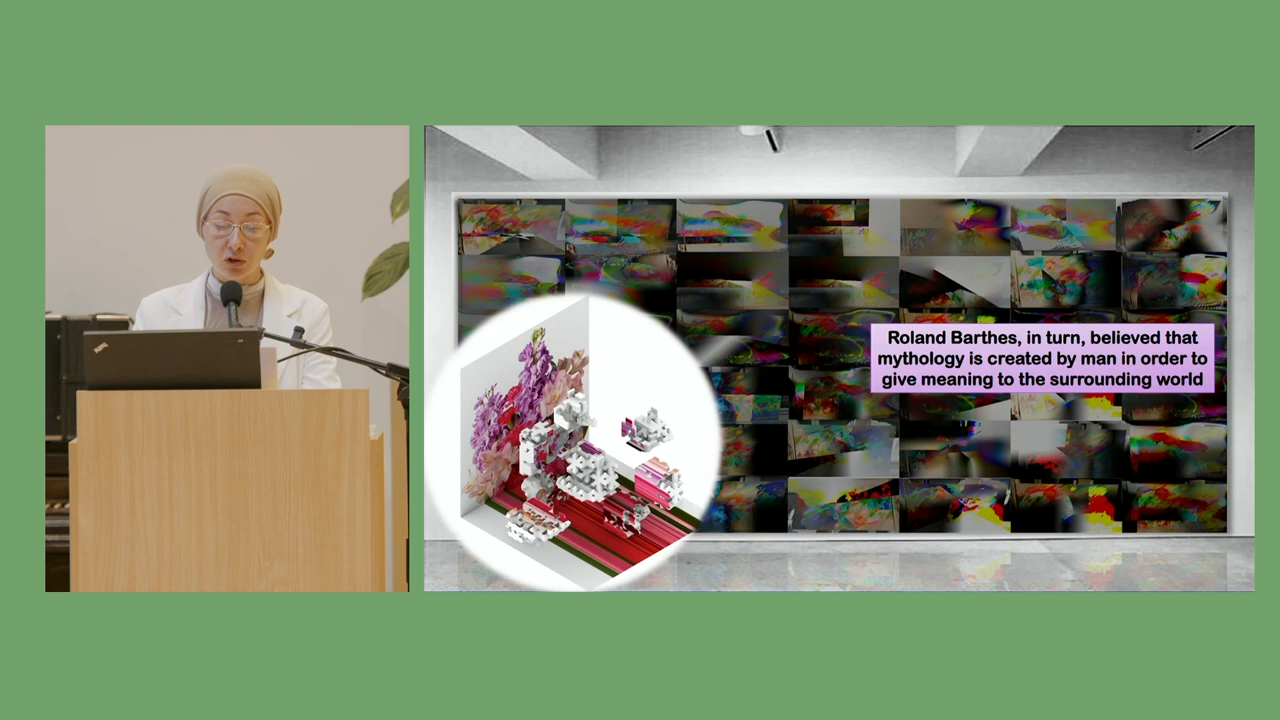 Roland Barthes, in turn, believed that
mythology is created by man in order to
give meaning to the surrounding world